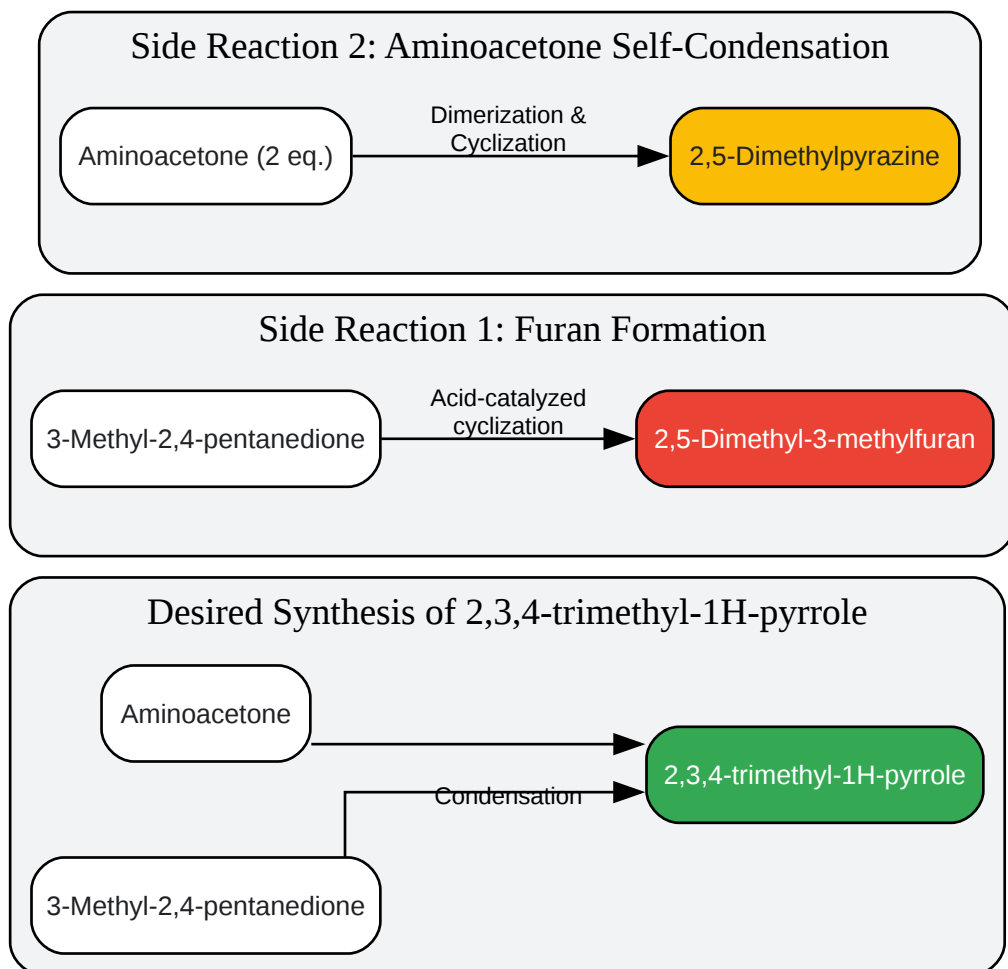 Side Reaction 2: Aminoacetone Self-Condensation
Aminoacetone (2 eq.)
Dimerization &
Cyclization
2,5-Dimethylpyrazine
Side Reaction 1: Furan Formation
3-Methyl-2,4-pentanedione
Acid-catalyzed
cyclization
2,5-Dimethyl-3-methylfuran
Desired Synthesis of 2,3,4-trimethyl-1H-pyrrole
Aminoacetone
2,3,4-trimethyl-1H-pyrrole
Condensation
3-Methyl-2,4-pentanedione